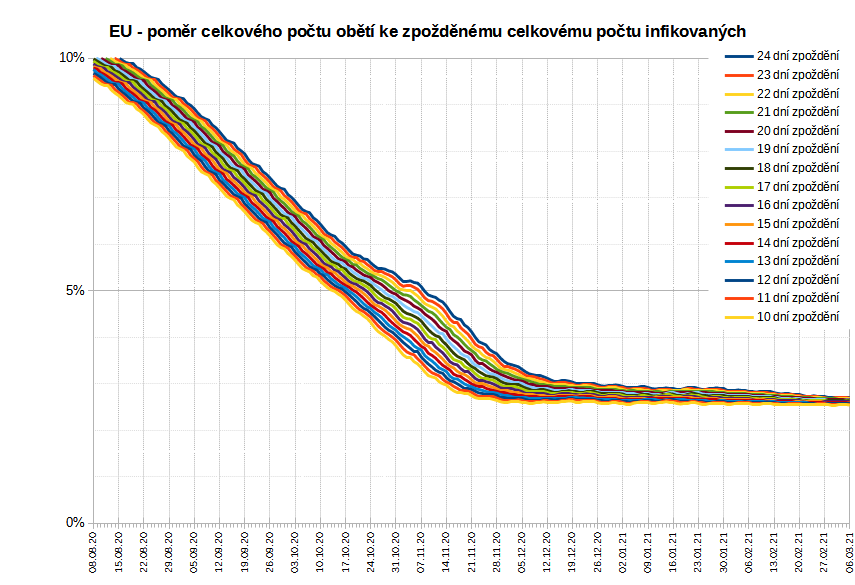 EU - poměr celkového počtu obětí ke zpožděnému celkovému počtu infikovaných
10%
5%
0%
24 dní zpoždění
23 dní zpoždění
22 dní zpoždění
21 dní zpoždění
20 dní zpoždění
19 dní zpoždění
18 dní zpoždění
17 dní zpoždění
16 dní zpoždění
15 dní zpoždění
14 dní zpoždění
13 dní zpoždění
12 dní zpoždění
11 dní zpoždění
10 dní zpoždění
08.08.20
15.08.20
22.08.20
29.08.20
05.09.20
12.09.20
19.09.20
26.09.20
03.10.20
10.10.20
17.10.20
24.10.20
31.10.20
07.11.20
14.11.20
21.11.20
28.11.20
05.12.20
12.12.20
19.12.20
26.12.20
02.01.21
09.01.21
16.01.21
23.01.21
30.01.21
06.02.21
13.02.21
20.02.21
27.02.21
06.03.21